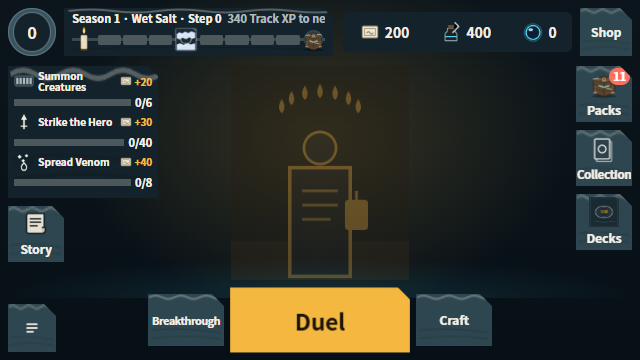 0
Season 1 · Wet Salt · Step 0 340 Track XP to ne
200
400
0
Shop
Summon Creatures +20
0/6
Strike the Hero +30
0/40
Spread Venom +40
0/8
11
Packs
Collection
Decks
Story
Breakthrough
Duel
Craft